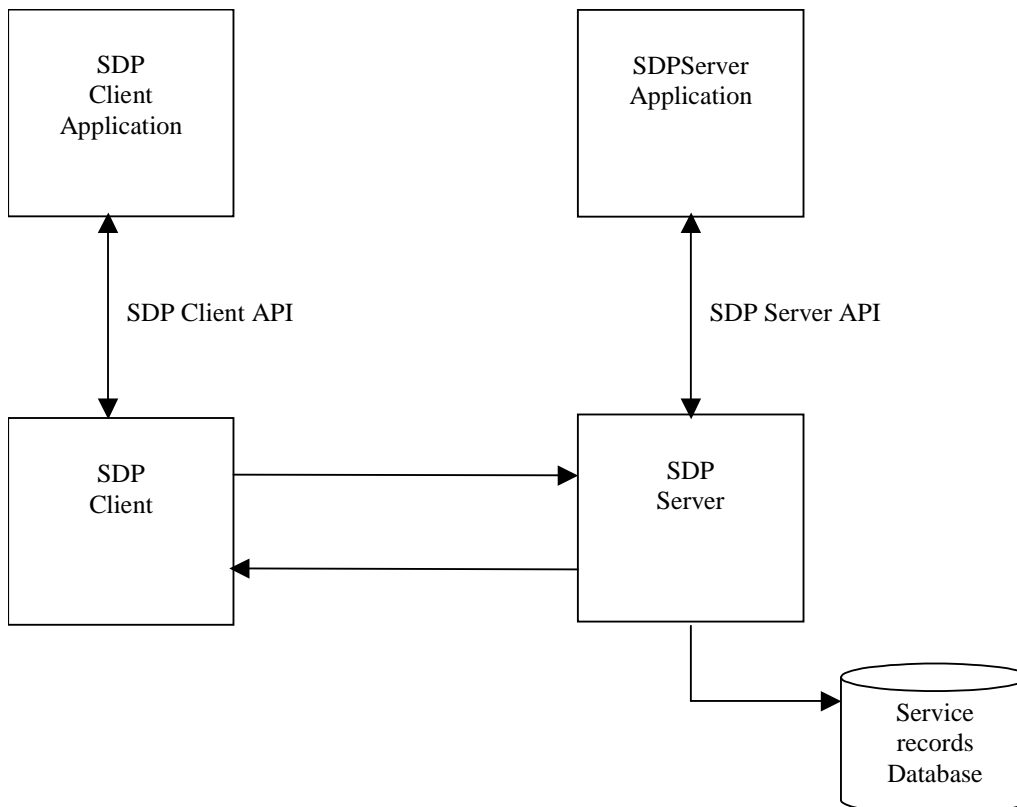 SDP
Client
Application
SDPServer
Application
SDP Client API
SDP Server API
SDP
Client
SDP
Server
Service
records
Database